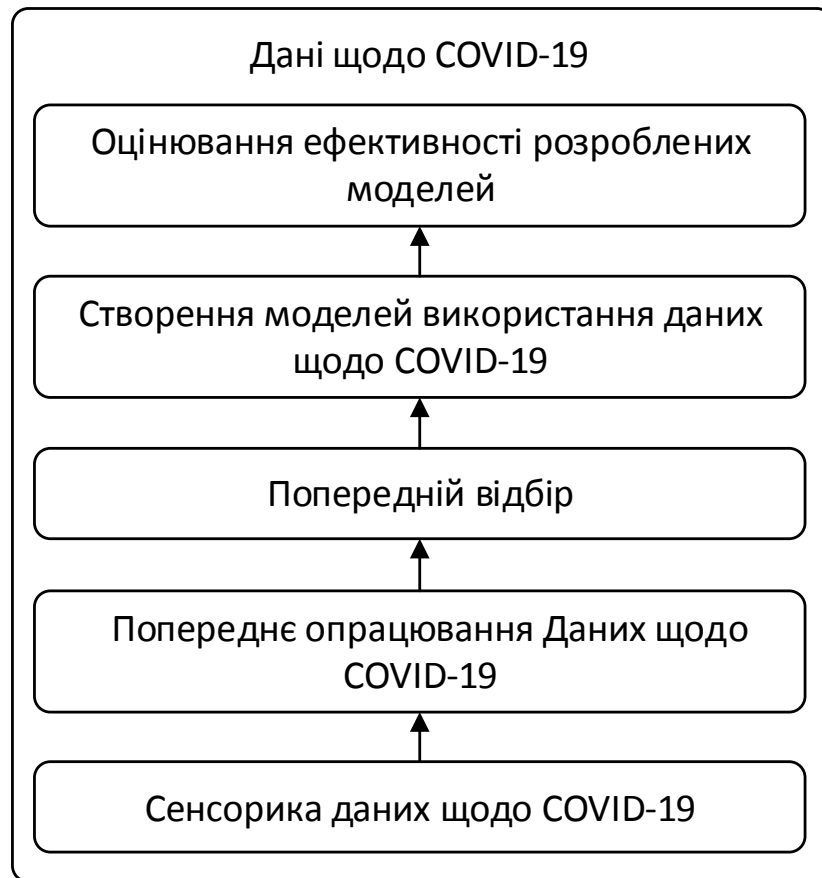 Дані щодо COVID-19
Оцінювання ефективності розроблених
моделей
Створення моделей використання даних
щодо COVID-19
Попередній відбір
Попереднє опрацювання Даних щодо
COVID-19
Сенсорика даних щодо COVID-19